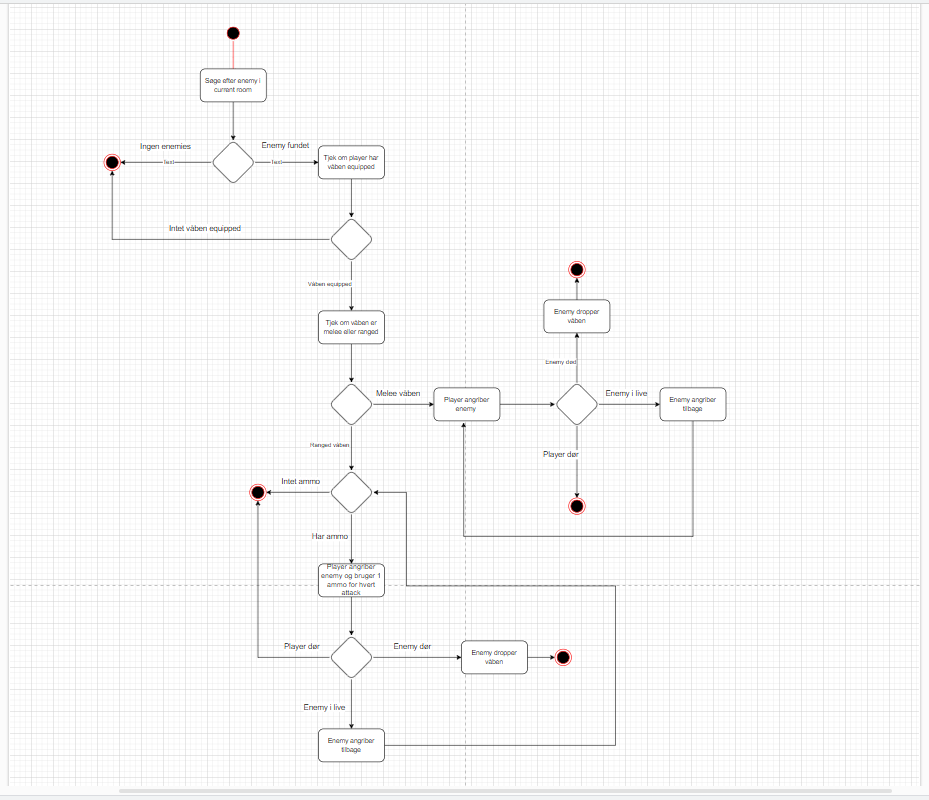 Søge efter enemy i
current room
Ingen enemies
Enemy fundet
Text
Text
Tjek om player har
våben equipped
Intet våben equipped
Våben equipped
Tjek om våben er
melee eller ranged
Enemy dropper
våben
Enemy død
Melee våben
Player angriber
enemy
Enemy i live
Enemy angriber
tilbage
Ranged våben
Player dør
Intet ammo
Har ammo
Player angriber
enemy og bruger 1
ammo for hvert
attack
Player dør
Enemy dør
Enemy dropper
våben
Enemy i live
Enemy angriber
tilbage